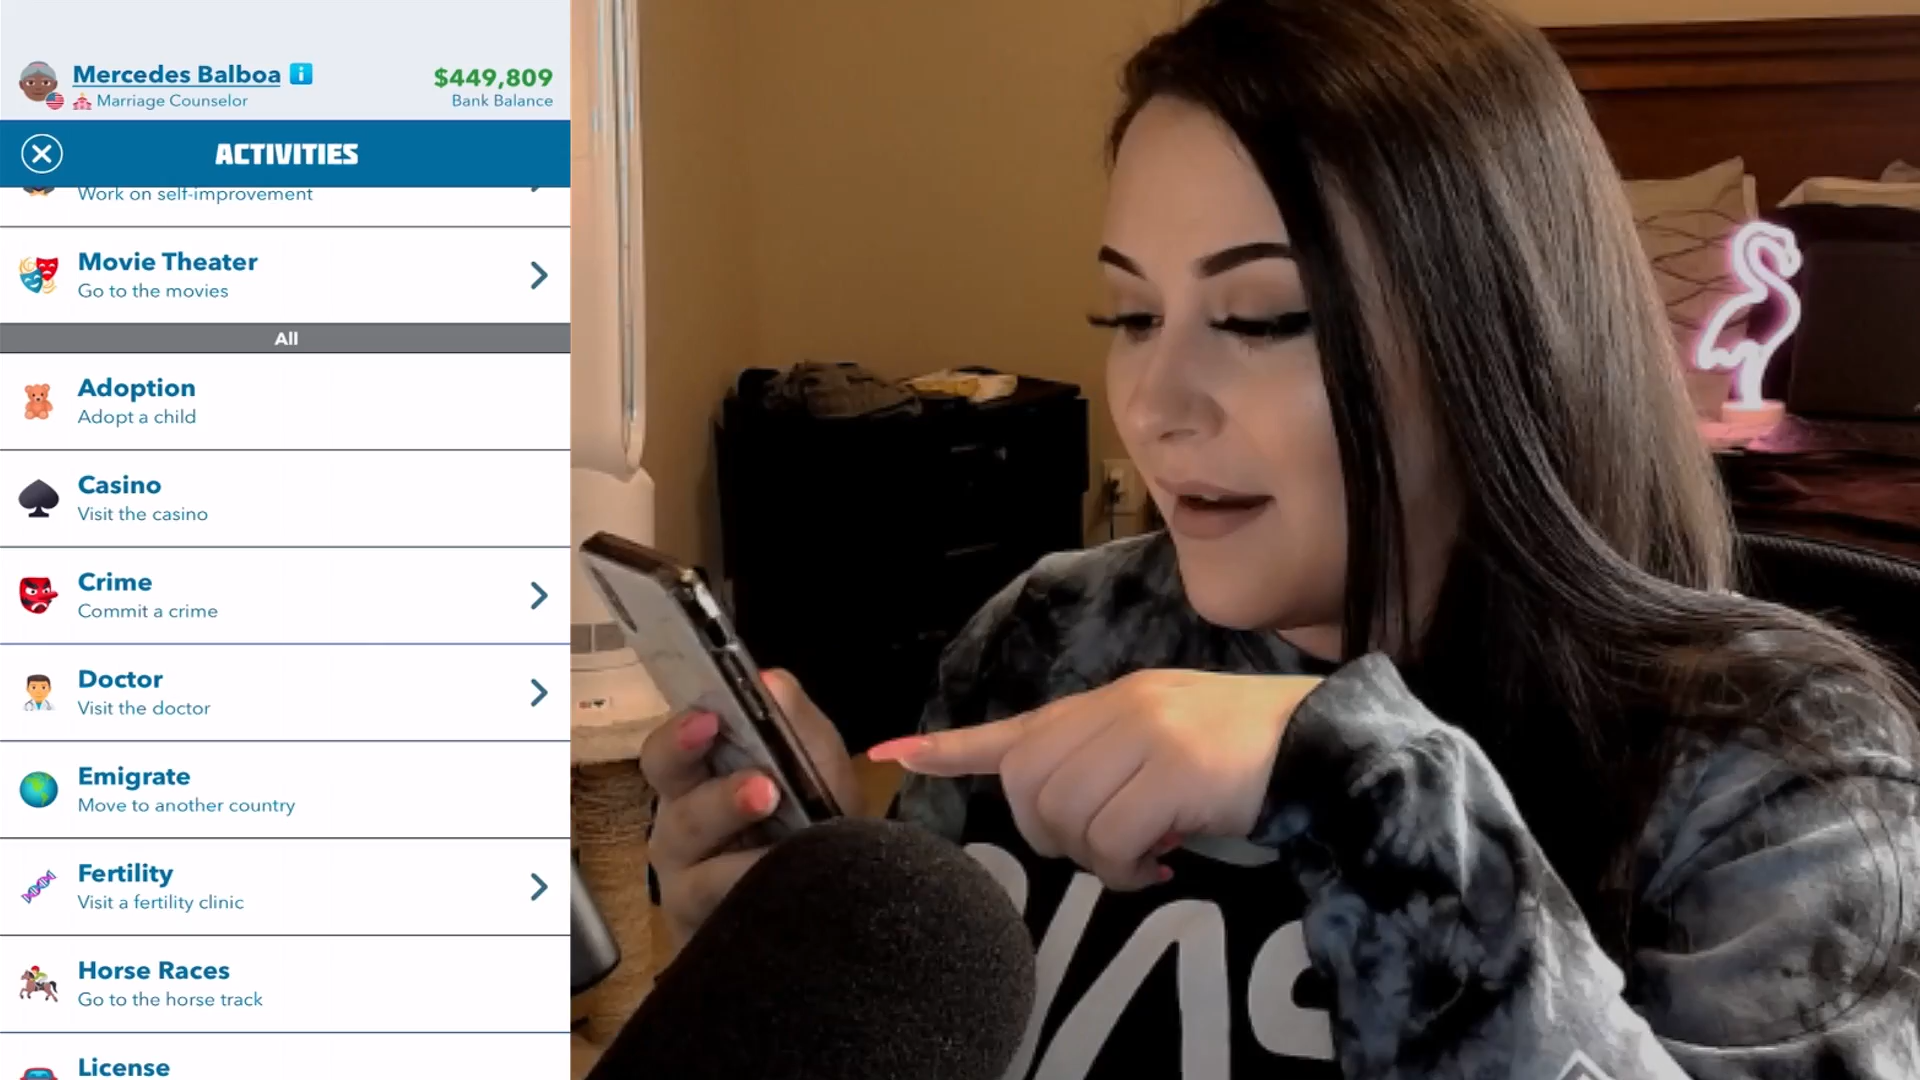 Mercedes Balboa i
Marriage Counselor
$449,809
Bank Balance
ACTIVITIES
Work on self-improvement
Movie Theater
Go to the movies
All
Adoption
Adopt a child
Casino
Visit the casino
Crime
Commit a crime
Doctor
Visit the doctor
Emigrate
Move to another country
Fertility
Visit a fertility clinic
Horse Races
Go to the horse track
License